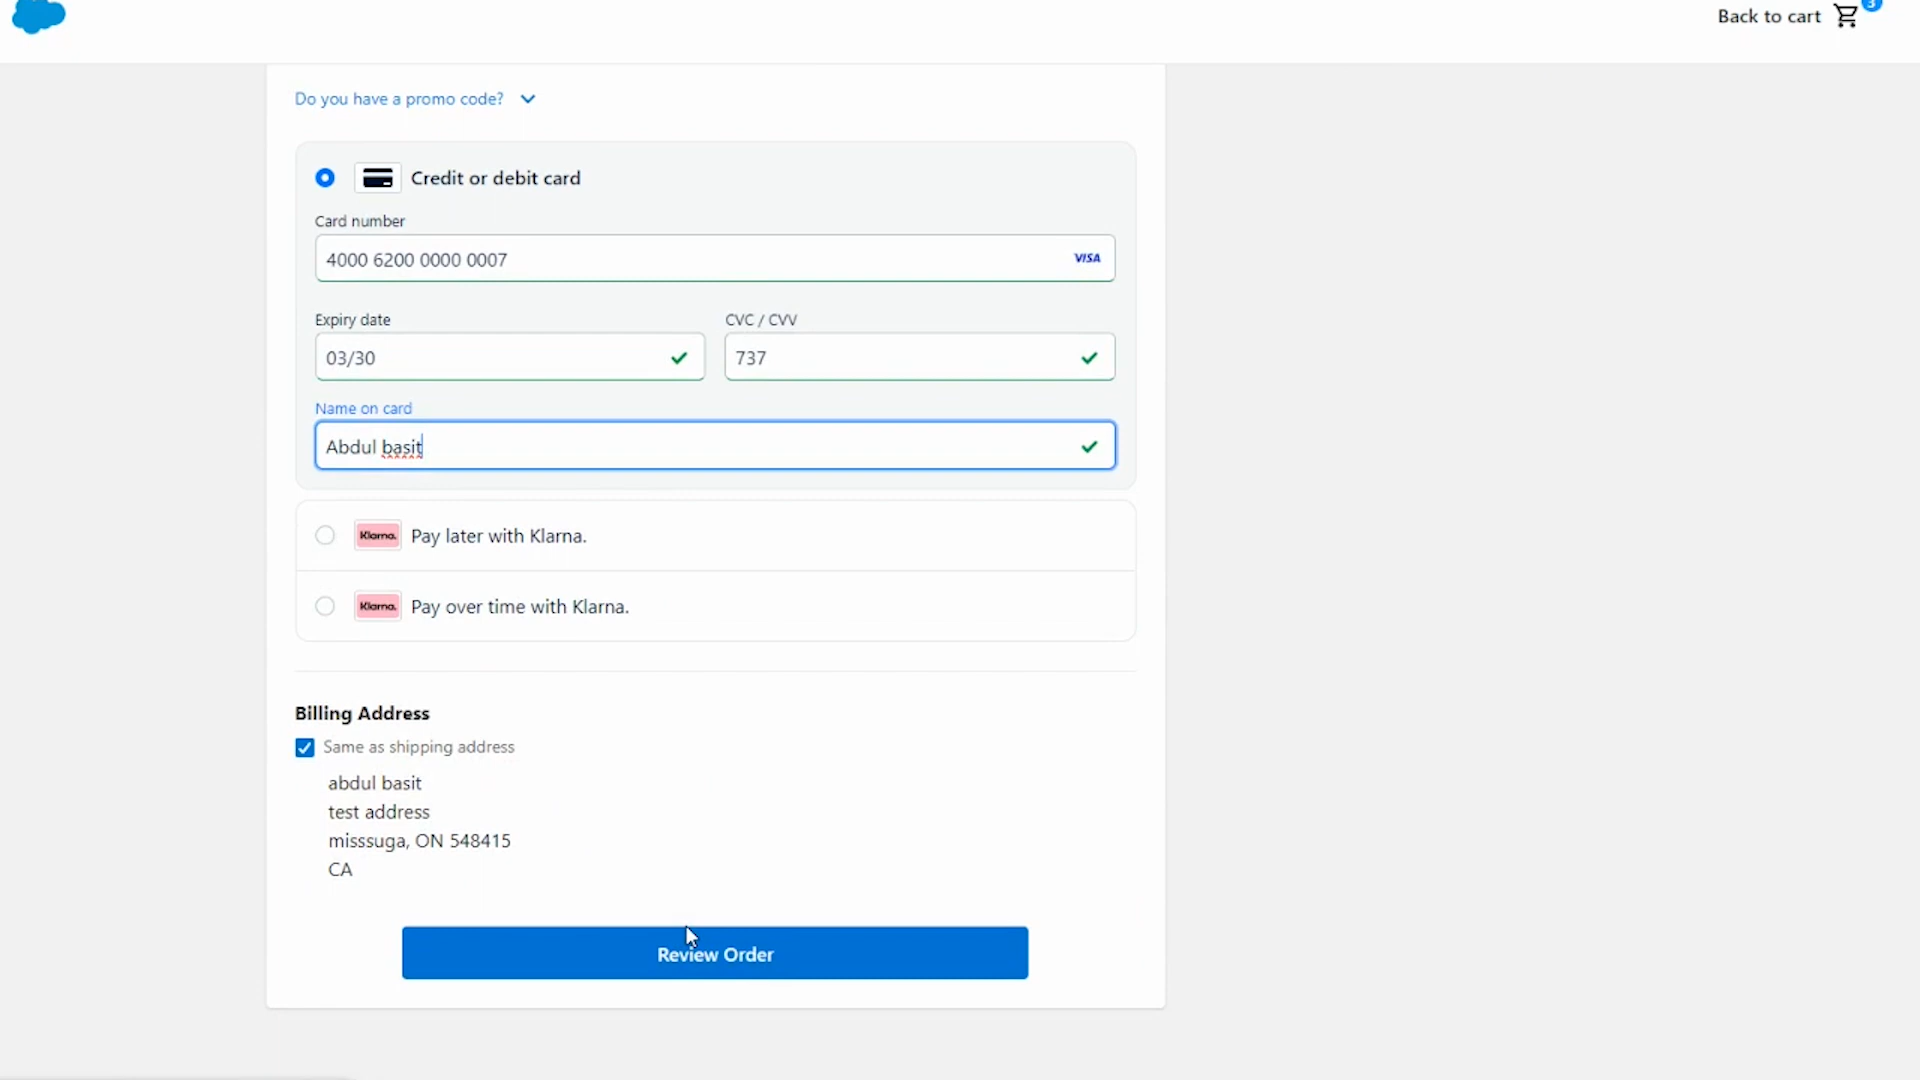 Back to cart
3
Do you have a promo code?
Credit or debit card
Card number
4000 6200 0000 0007
VISA
Expiry date
CVC / CVV
03/30
737
Name on card
Abdul basit
Klarna. Pay later with Klarna.
Klarna. Pay over time with Klarna.
Billing Address
Same as shipping address
abdul basit
test address
misssuga, ON 548415
CA
Review Order